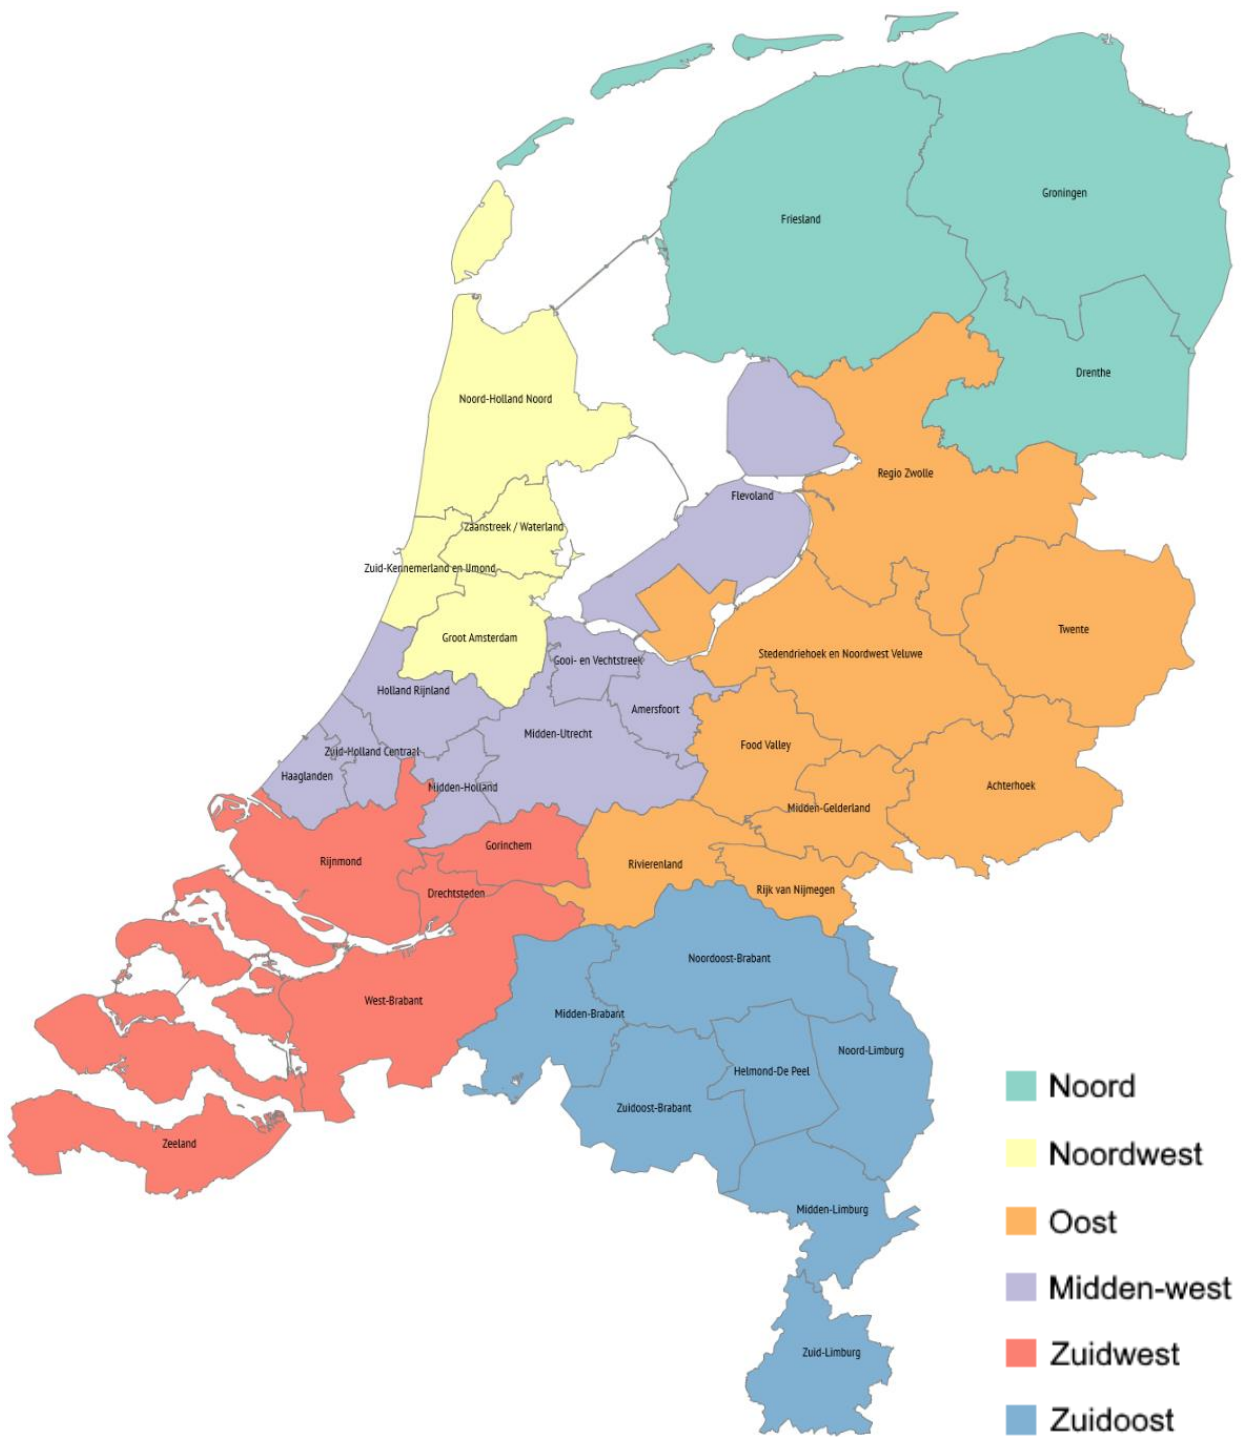 Groningen
Friesland
Drenthe
Noord-Holland Noord
Regio Zwolle
Flevoland
Zaanstreek / Waterland
Zuid-Kennemerland en IJmond
Twente
Groot Amsterdam
Stedendriehoek en Noordwest Veluwe
Gooi- en Vechtstreek
Holland Rijnland
Amersfoort
Midden-Utrecht
Food Valley
Zuid-Holland Centraal
Haaglanden
Midden-Holland
Achterhoek
Midden-Gelderland
Gorinchem
Rijnmond
Rivierenland
Rijk van Nijmegen
Drechtsteden
Noordoost-Brabant
West-Brabant
Midden-Brabant
Noord-Limburg
Helmond-De Peel
Zuidoost-Brabant
Zeeland
Midden-Limburg
Zuid-Limburg
Noord
Noordwest
Oost
Midden-west
Zuidwest
Zuidoost